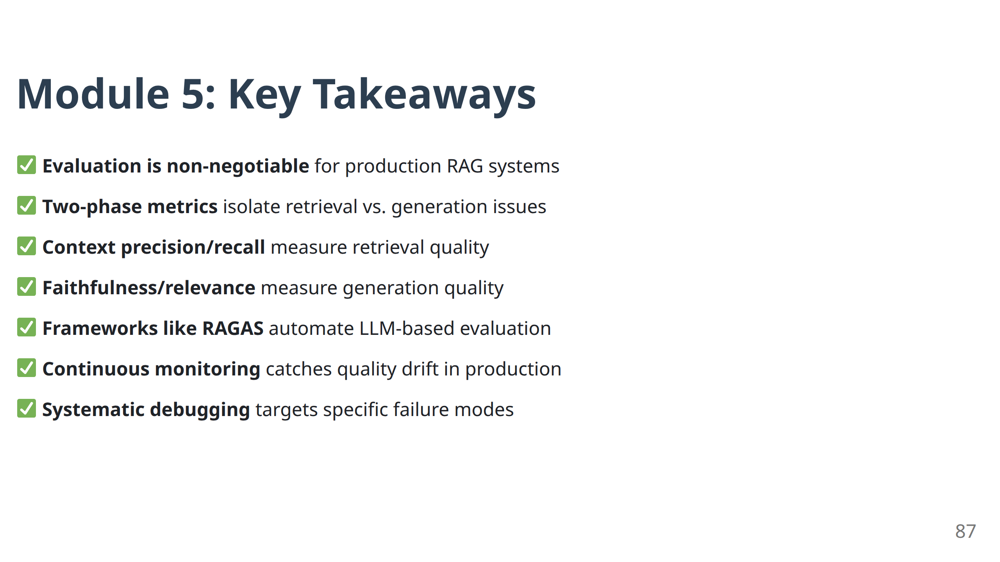 Module 5: Key Takeaways
✅ Evaluation is non-negotiable for production RAG systems
✅ Two-phase metrics isolate retrieval vs. generation issues
✅ Context precision/recall measure retrieval quality
✅ Faithfulness/relevance measure generation quality
✅ Frameworks like RAGAS automate LLM-based evaluation
✅ Continuous monitoring catches quality drift in production
✅ Systematic debugging targets specific failure modes
87